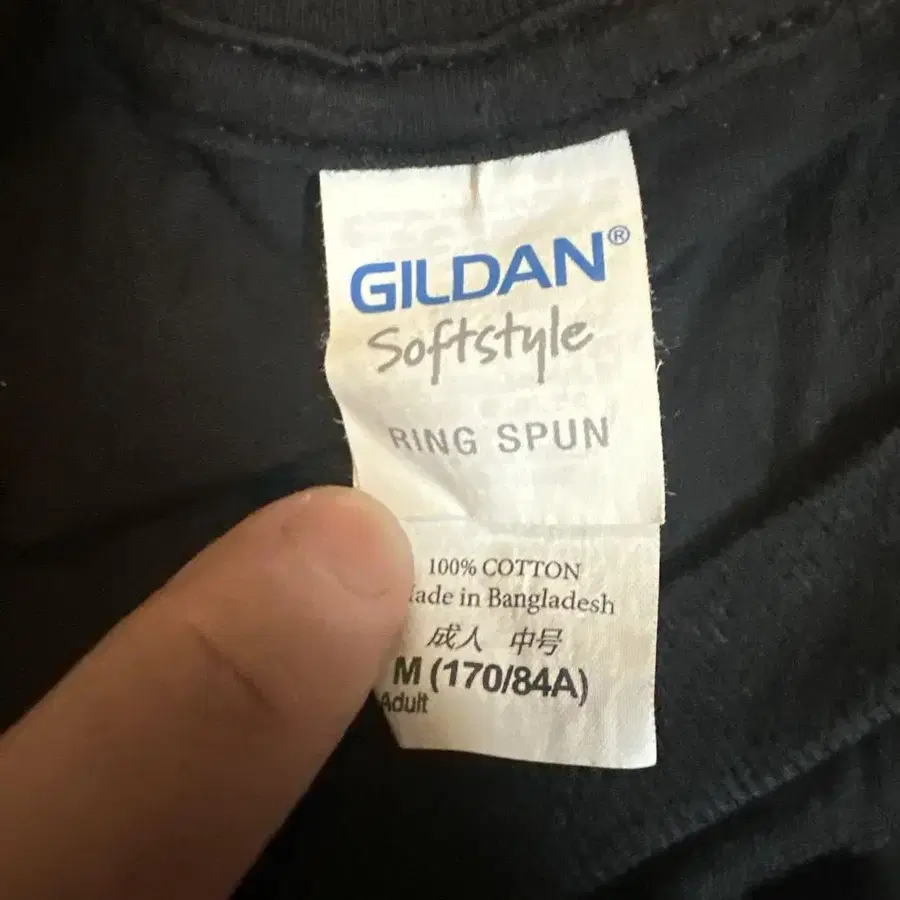 GILDAN®
Softstyle
RING SPUN
100% COTTON
ade in Bangladesh
成人 中号
M (170/84A)
Adult